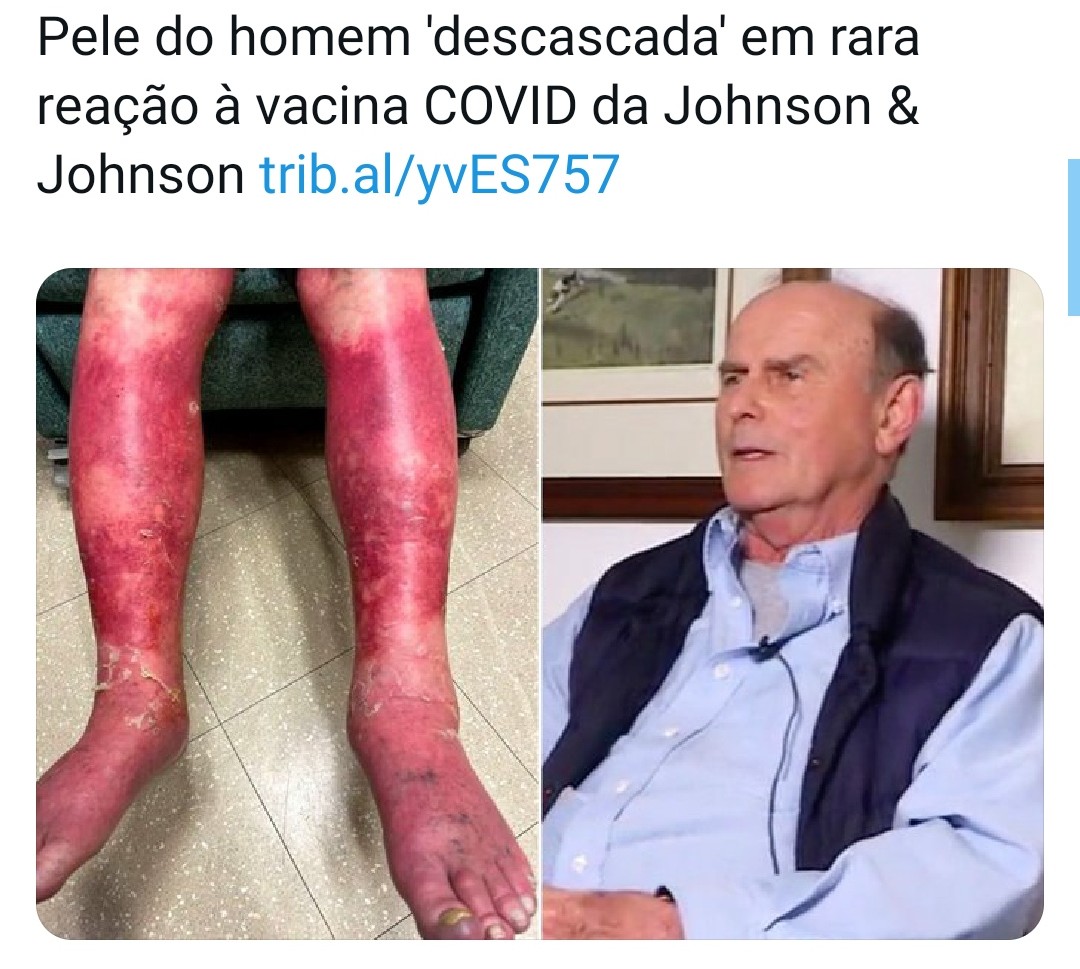 Pele do homem 'descascada' em rara
reação à vacina COVID da Johnson &
Johnson trib.al/yvES757